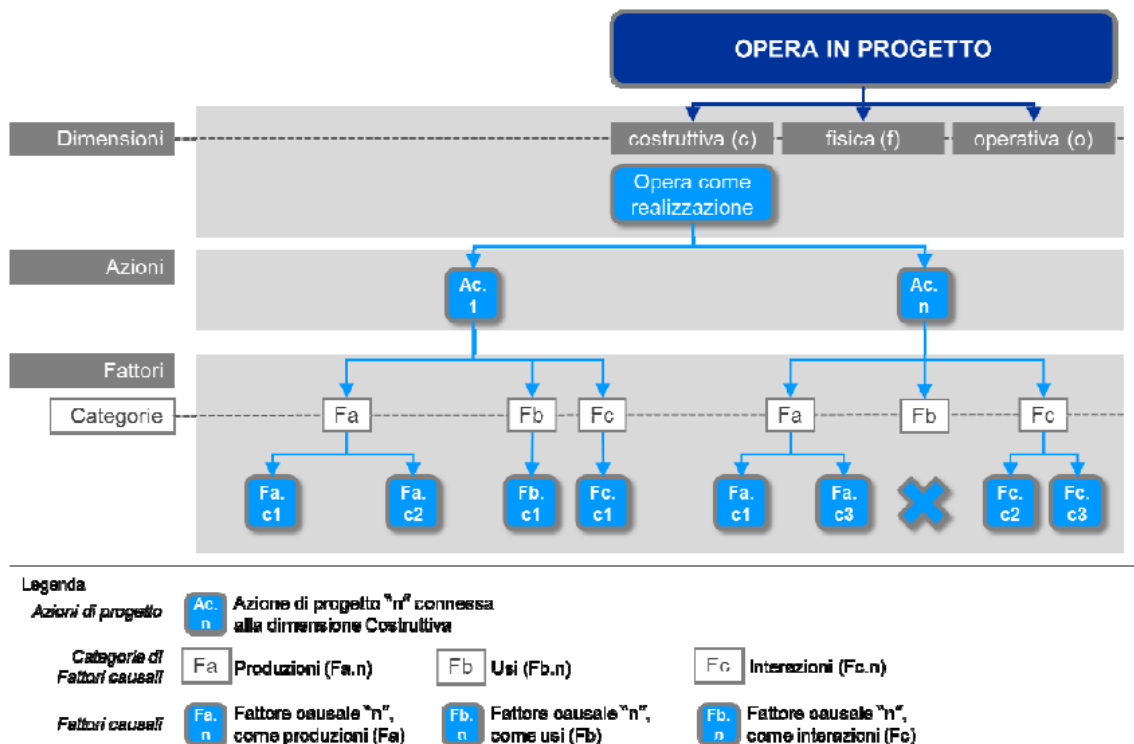 OPERA IN PROGETTO
Dimensioni
costruttiva (c)
fisica (f)
operativa (o)
Opera come
realizzazione
Azioni
Ac.
1
Ac.
n
Fattori
Categorie
Fa
Fb
Fc
Fa
Fb
Fc
Fa.
c1
Fa.
c2
Fb.
c1
Fc.
c1
Fa.
c1
Fa.
c3
Fc.
c2
Fc.
c3
Legenda
Azioni di progetto
Ac.
n
Azione di progetto "n" connessa
alla dimensione Costruttiva
Categorie di
Fattori causali
Fa
Produzioni (Fa.n)
Fb
Usi (Fb.n)
Fc
Interazioni (Fc.n)
Fattori causali
Fa.
n
Fattore causale "n",
come produzioni (Fa)
Fb.
n
Fattore causale "n",
come usi (Fb)
Fb.
n
Fattore causale "n",
come interazioni (Fc)